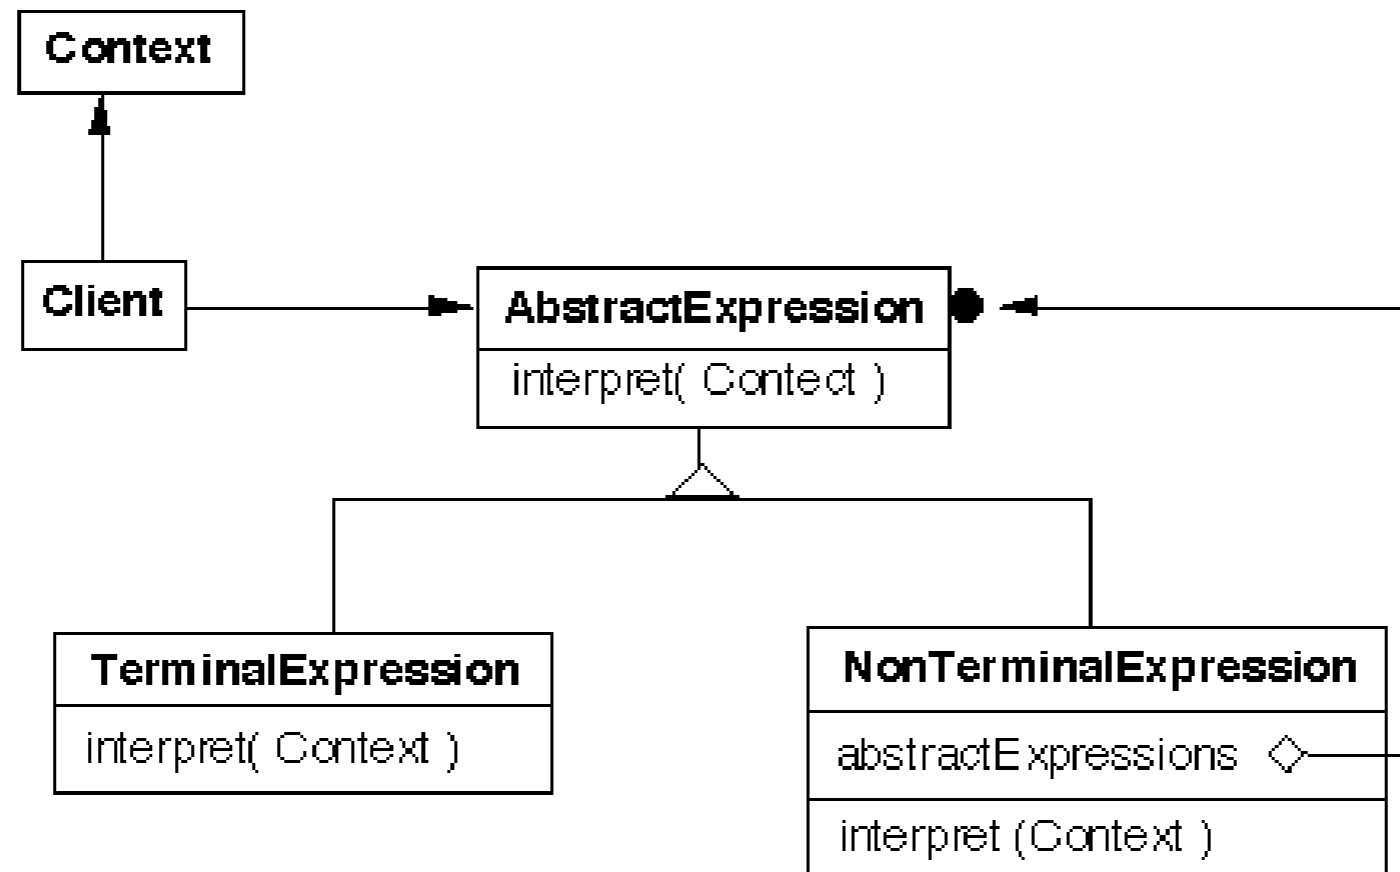 Context
Client
AbstractExpression
interpret( Contect )
TerminalExpression
interpret( Context )
NonTerminalExpression
abstractExpressions
interpret (Context )